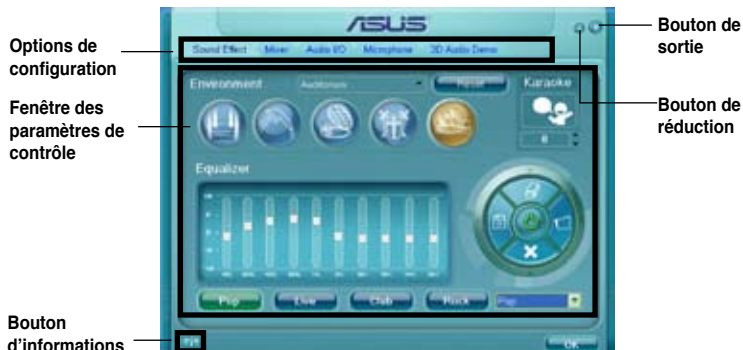 ASUS
Options de
configuration
Sound Effect Mixer Audio I/O Microphone 3D Audio Demo
Bouton de
sortie
Fenêtre des
paramètres de
contrôle
Environment Auditorium Reset Karaoke
0
Bouton de
réduction
Equalizer
Pop Live Club Rock Pop
Bouton
d'informations
OK